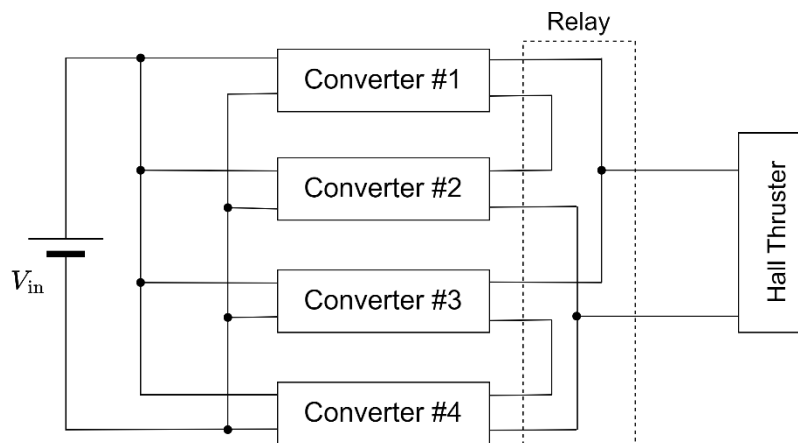 Relay
Converter #1
Converter #2
Hall Thruster
Vin
Converter #3
Converter #4